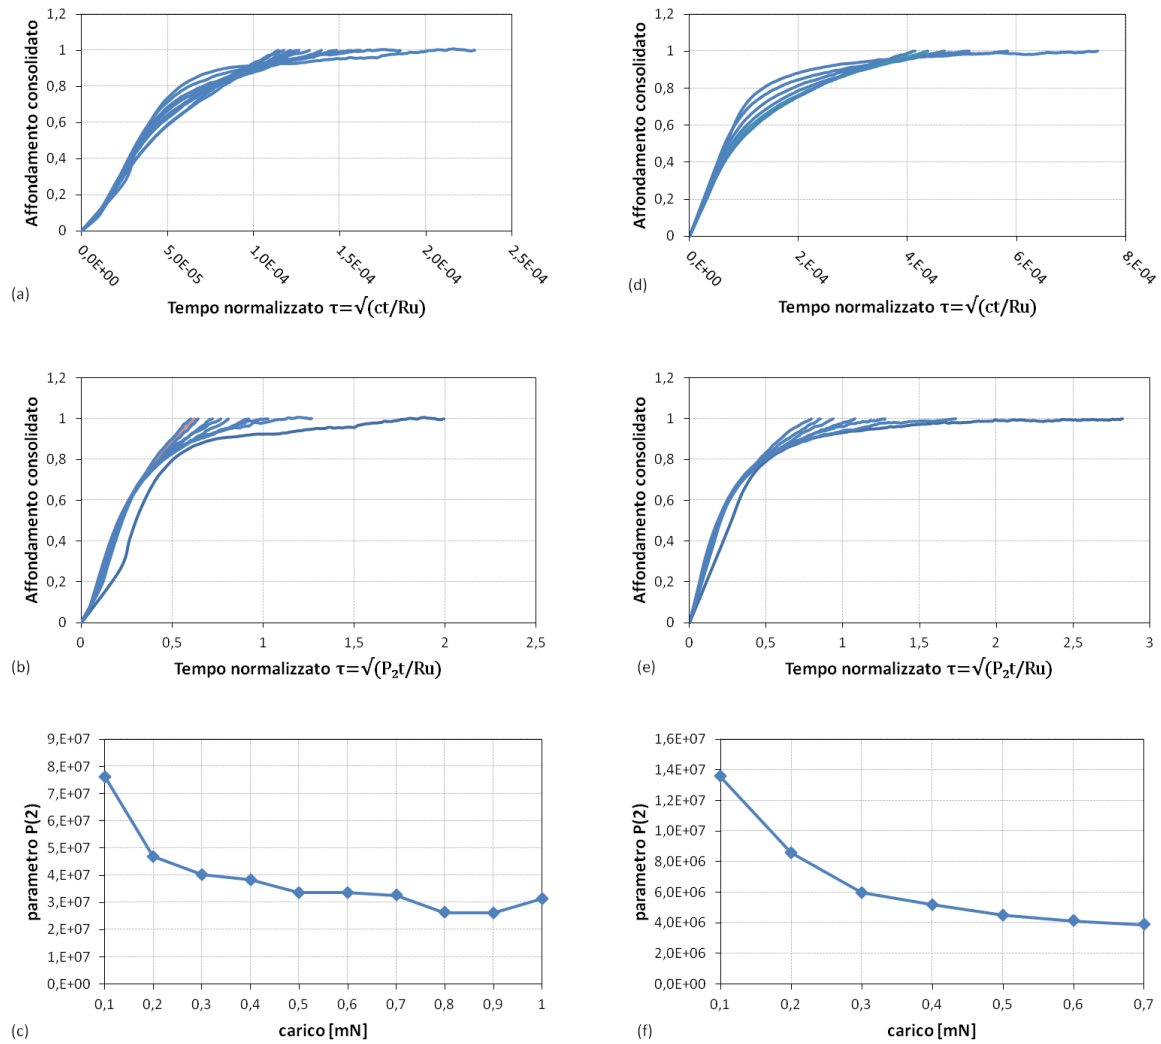 Affondamento consolidato
1,2
1
0,8
0,6
0,4
0,2
0
0,0E+00
5,0E-05
1,0E-04
1,5E-04
2,0E-04
2,5E-04
(a)
Tempo normalizzato τ=√(ct/Ru)
Affondamento consolidato
1,2
1
0,8
0,6
0,4
0,2
0
0,E+00
2,E-04
4,E-04
6,E-04
8,E-04
(d)
Tempo normalizzato τ=√(ct/Ru)
Affondamento consolidato
1,2
1
0,8
0,6
0,4
0,2
0
0
0,5
1
1,5
2
2,5
(b)
Tempo normalizzato τ=√(P₂t/Ru)
Affondamento consolidato
1,2
1
0,8
0,6
0,4
0,2
0
0
0,5
1
1,5
2
2,5
3
(e)
Tempo normalizzato τ=√(P₂t/Ru)
parametro P(2)
9,E+07
8,E+07
7,E+07
6,E+07
5,E+07
4,E+07
3,E+07
2,E+07
1,E+07
0,E+00
0,1
0,2
0,3
0,4
0,5
0,6
0,7
0,8
0,9
1
(c)
carico [mN]
parametro P(2)
1,6E+07
1,4E+07
1,2E+07
1,0E+07
8,0E+06
6,0E+06
4,0E+06
2,0E+06
0,0E+00
0,1
0,2
0,3
0,4
0,5
0,6
0,7
(f)
carico [mN]